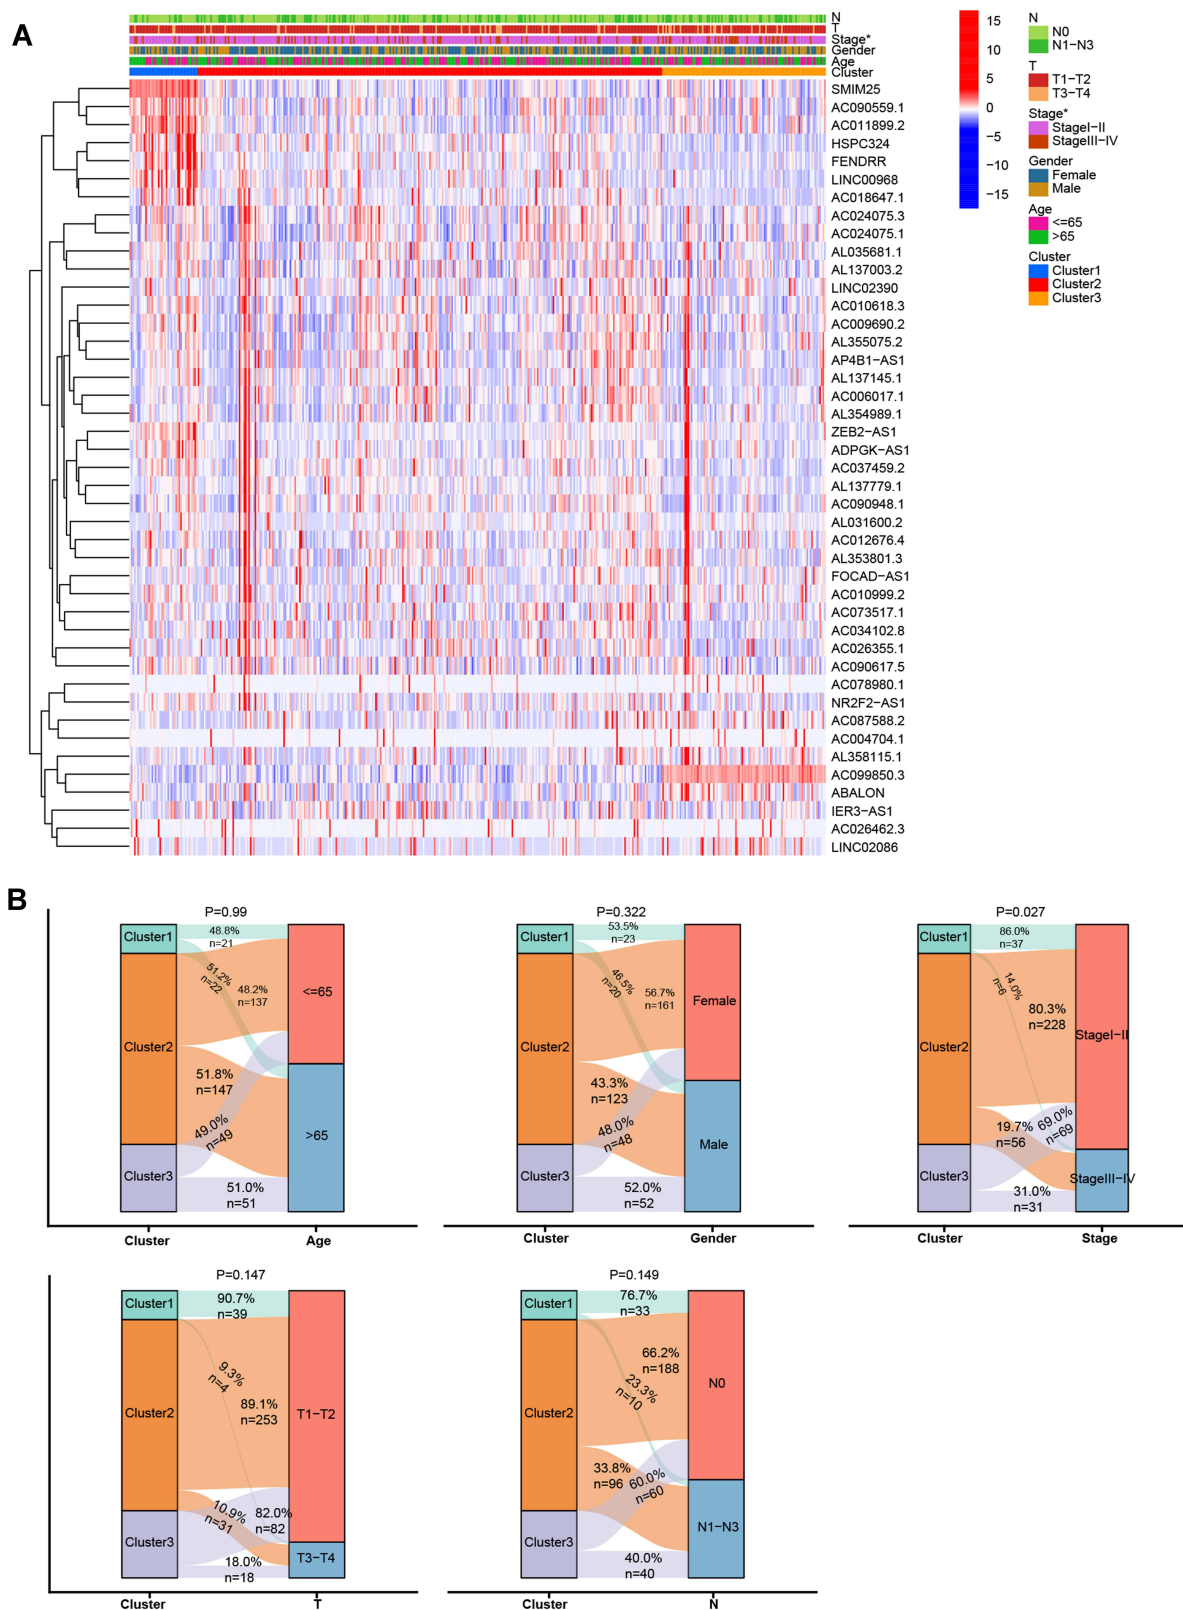 A
N
T
Stage*
Gender
Age
Cluster
SMIM25
AC090559.1
AC011899.2
HSPC324
FENDRR
LINC00968
AC018647.1
AC024075.3
AC024075.1
AL035681.1
AL137003.2
LINC02390
AC010618.3
AC009690.2
AL355075.2
AP4B1−AS1
AL137145.1
AC006017.1
AL354989.1
ZEB2−AS1
ADPGK−AS1
AC037459.2
AL137779.1
AC090948.1
AL031600.2
AC012676.4
AL353801.3
FOCAD−AS1
AC010999.2
AC073517.1
AC034102.8
AC026355.1
AC090617.5
AC078980.1
NR2F2−AS1
AC087588.2
AC004704.1
AL358115.1
AC099850.3
ABALON
IER3−AS1
AC026462.3
LINC02086
15
10
5
0
−5
−10
−15
N
N0
N1−N3
T
T1−T2
T3−T4
Stage*
StageI−II
StageIII−IV
Gender
Female
Male
Age
<=65
>65
Cluster
Cluster1
Cluster2
Cluster3
B
P=0.99
Cluster1
Cluster2
Cluster3
48.8%
n=21
51.2%
n=22
48.2%
n=137
51.8%
n=147
49.0%
n=49
51.0%
n=51
<=65
>65
Cluster
Age
P=0.322
Cluster1
Cluster2
Cluster3
53.5%
n=23
46.5%
n=20
56.7%
n=161
43.3%
n=123
48.0%
n=48
52.0%
n=52
Female
Male
Cluster
Gender
P=0.027
Cluster1
Cluster2
Cluster3
86.0%
n=37
14.0%
n=6
80.3%
n=228
19.7%
n=56
69.0%
n=69
31.0%
n=31
StageI−II
StageIII−IV
Cluster
Stage
P=0.147
Cluster1
Cluster2
Cluster3
90.7%
n=39
9.3%
n=4
89.1%
n=253
10.9%
n=31
82.0%
n=82
18.0%
n=18
T1−T2
T3−T4
Cluster
T
P=0.149
Cluster1
Cluster2
Cluster3
76.7%
n=33
66.2%
n=188
23.3%
n=10
33.8%
n=96
60.0%
n=60
40.0%
n=40
N0
N1−N3
Cluster
N